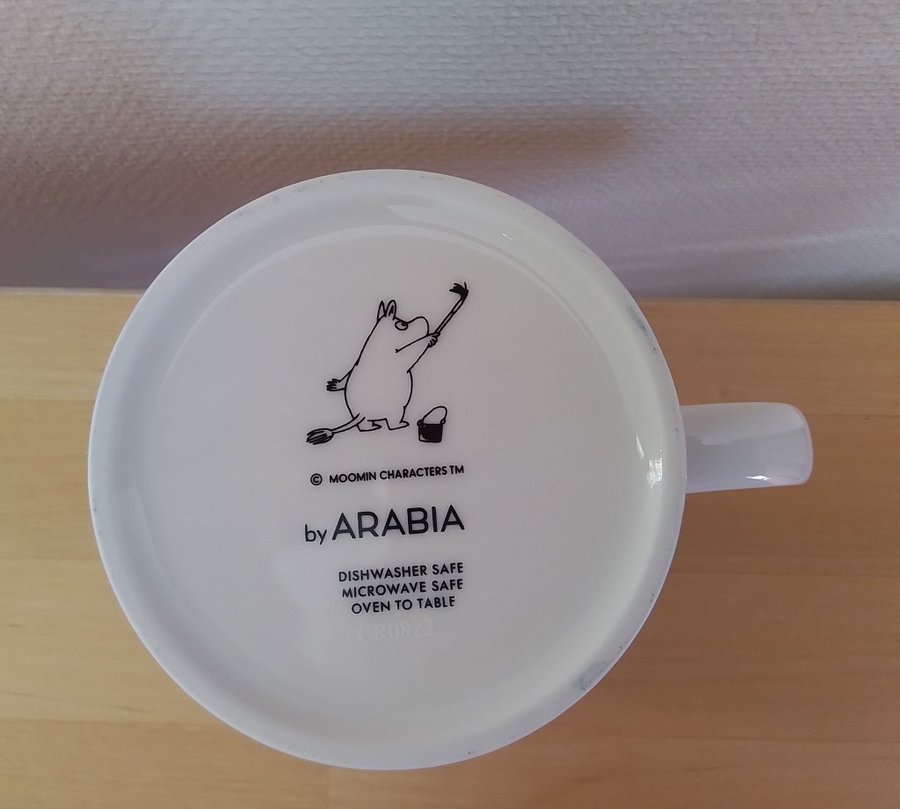 © MOOMIN CHARACTERS TM
by ARABIA
DISHWASHER SAFE
MICROWAVE SAFE
OVEN TO TABLE
CR0823